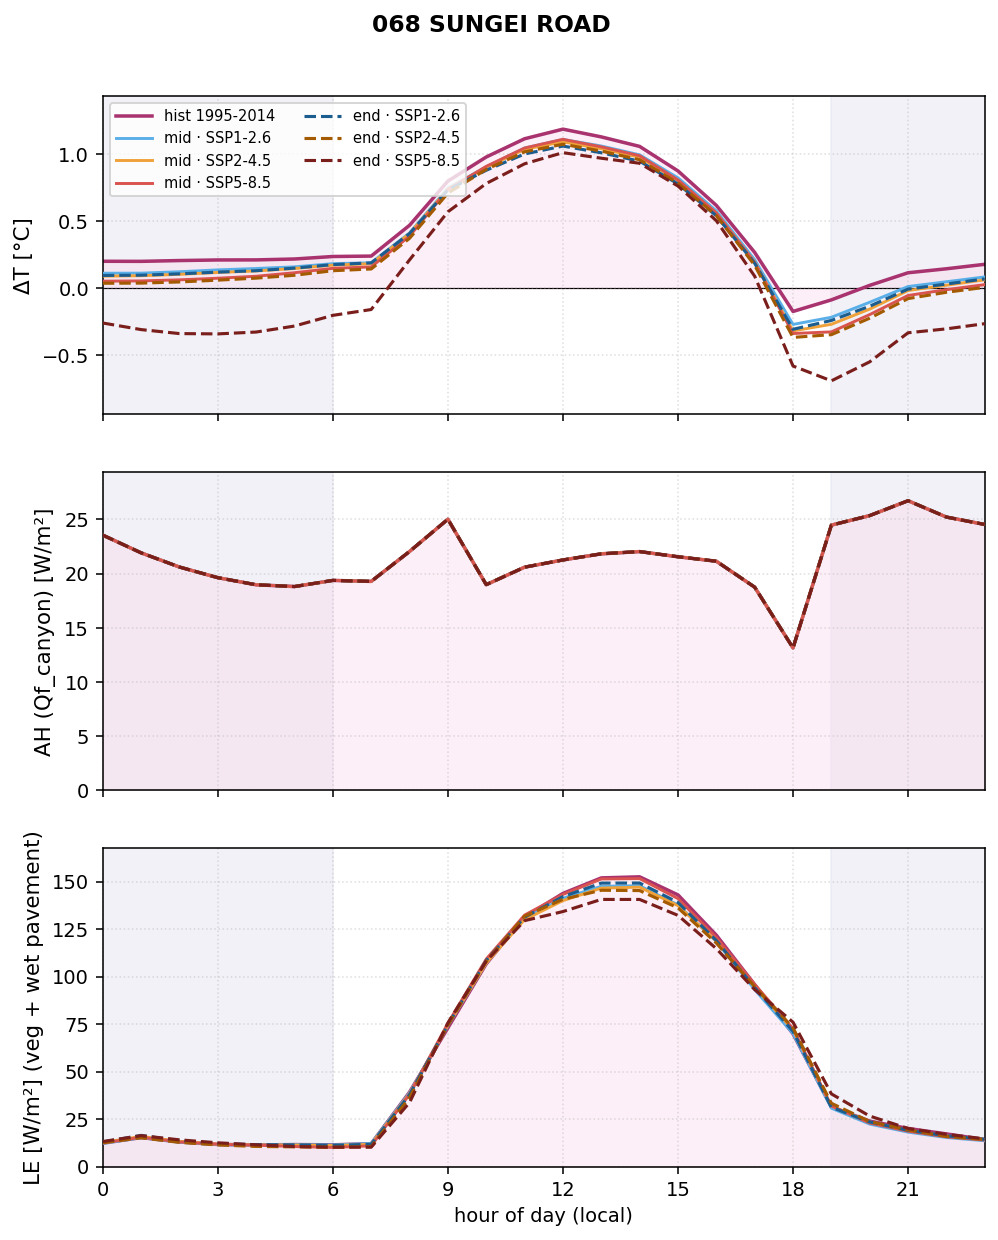 068 SUNGEI ROAD
hist 1995-2014
mid · SSP1-2.6
mid · SSP2-4.5
mid · SSP5-8.5
end · SSP1-2.6
end · SSP2-4.5
end · SSP5-8.5
ΔT [°C]
1.0
0.5
0.0
−0.5
AH (Qf_canyon) [W/m²]
25
20
15
10
5
0
LE [W/m²] (veg + wet pavement)
150
125
100
75
50
25
0
0 3 6 9 12 15 18 21
hour of day (local)